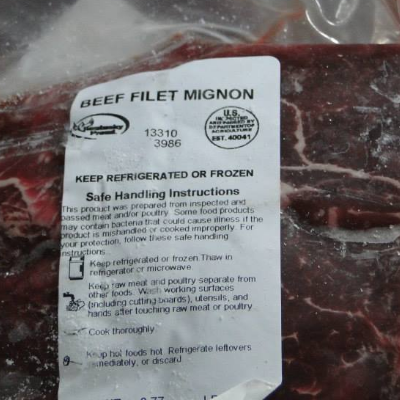 BEEF FILET MIGNON
13310
3986
U.S.
INSPECTED
AND PASSED BY
DEPARTMENT OF
AGRICULTURE
EST. 40041
KEEP REFRIGERATED OR FROZEN
Safe Handling Instructions
This product was prepared from inspected and
passed meat and/or poultry. Some food products
may contain bacteria that could cause illness if the
product is mishandled or cooked improperly. For
your protection, follow these safe handling
instructions.
Keep refrigerated or frozen.Thaw in
refrigerator or microwave.
Keep raw meat and poultry separate from
other foods. Wash working surfaces
(including cutting boards), utensils, and
hands after touching raw meat or poultry.
Cook thoroughly.
Keep hot foods hot. Refrigerate leftovers
immediately, or discard.